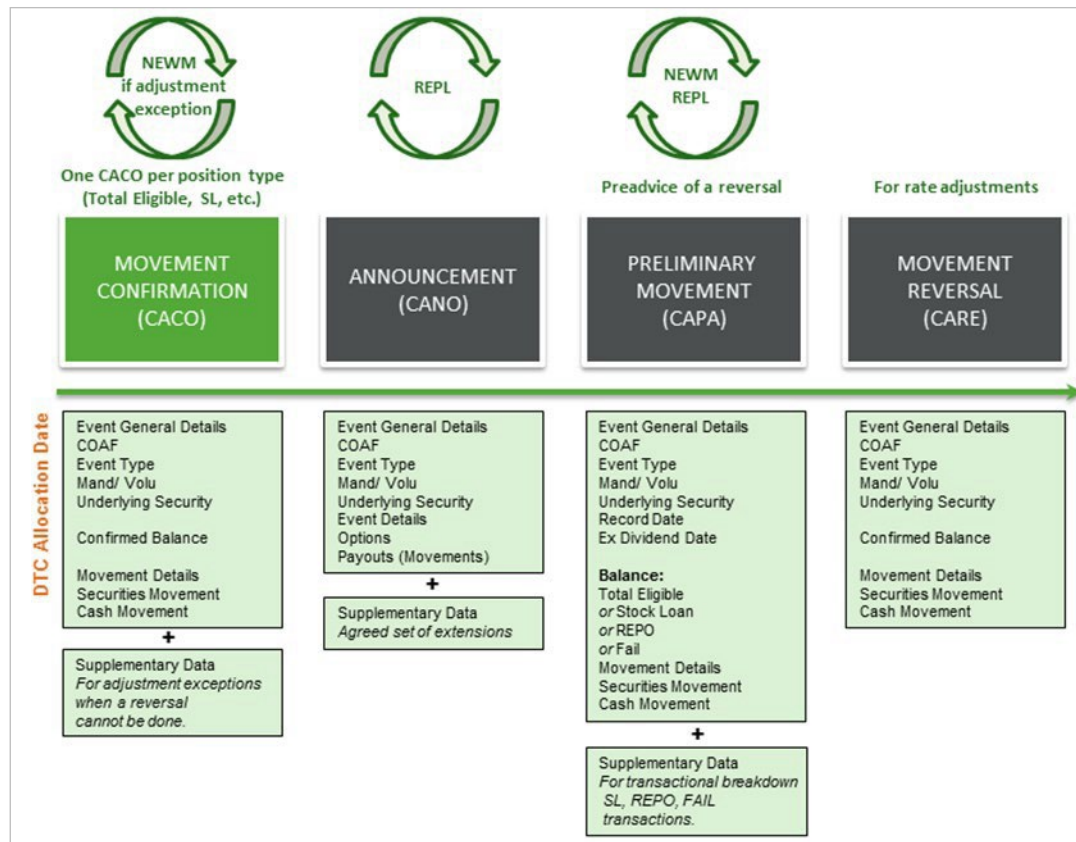 NEWM
if adjustment
exception
One CACO per position type
(Total Eligible, SL, etc.)
MOVEMENT
CONFIRMATION
(CACO)
REPL
ANNOUNCEMENT
(CANO)
NEWM
REPL
Preadvice of a reversal
PRELIMINARY
MOVEMENT
(CAPA)
For rate adjustments
MOVEMENT
REVERSAL
(CARE)
DTC Allocation Date
Event General Details
COAF
Event Type
Mand/ Volu
Underlying Security
Confirmed Balance
Movement Details
Securities Movement
Cash Movement
+
Supplementary Data
For adjustment exceptions
when a reversal
cannot be done.
Event General Details
COAF
Event Type
Mand/ Volu
Underlying Security
Event Details
Options
Payouts (Movements)
+
Supplementary Data
Agreed set of extensions
Event General Details
COAF
Event Type
Mand/ Volu
Underlying Security
Record Date
Ex Dividend Date
Balance:
Total Eligible
or Stock Loan
or REPO
or Fail
Movement Details
Securities Movement
Cash Movement
+
Supplementary Data
For transactional breakdown
SL, REPO, FAIL
transactions.
Event General Details
COAF
Event Type
Mand/ Volu
Underlying Security
Confirmed Balance
Movement Details
Securities Movement
Cash Movement